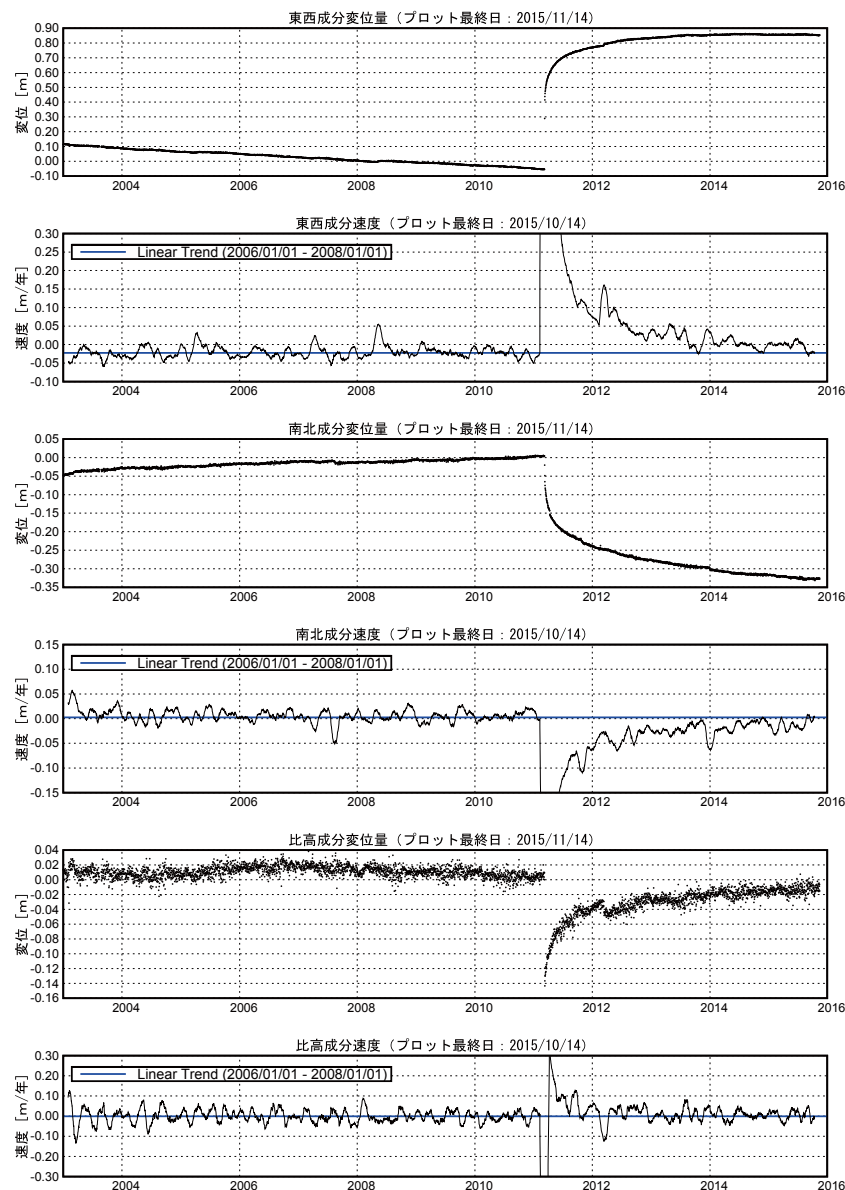 東西成分変位量（プロット最終日：2015/11/14）
変位 [m]
0.90
0.80
0.70
0.60
0.50
0.40
0.30
0.20
0.10
0.00
-0.10
2004 2006 2008 2010 2012 2014 2016
東西成分速度（プロット最終日：2015/10/14）
速度 [m/年]
0.30
0.25
0.20
0.15
0.10
0.05
0.00
-0.05
-0.10
Linear Trend (2006/01/01 - 2008/01/01)
2004 2006 2008 2010 2012 2014 2016
南北成分変位量（プロット最終日：2015/11/14）
変位 [m]
0.05
0.00
-0.05
-0.10
-0.15
-0.20
-0.25
-0.30
-0.35
2004 2006 2008 2010 2012 2014 2016
南北成分速度（プロット最終日：2015/10/14）
速度 [m/年]
0.15
0.10
0.05
0.00
-0.05
-0.10
-0.15
Linear Trend (2006/01/01 - 2008/01/01)
2004 2006 2008 2010 2012 2014 2016
比高成分変位量（プロット最終日：2015/11/14）
変位 [m]
0.04
0.02
0.00
-0.02
-0.04
-0.06
-0.08
-0.10
-0.12
-0.14
-0.16
2004 2006 2008 2010 2012 2014 2016
比高成分速度（プロット最終日：2015/10/14）
速度 [m/年]
0.30
0.20
0.10
0.00
-0.10
-0.20
-0.30
Linear Trend (2006/01/01 - 2008/01/01)
2004 2006 2008 2010 2012 2014 2016